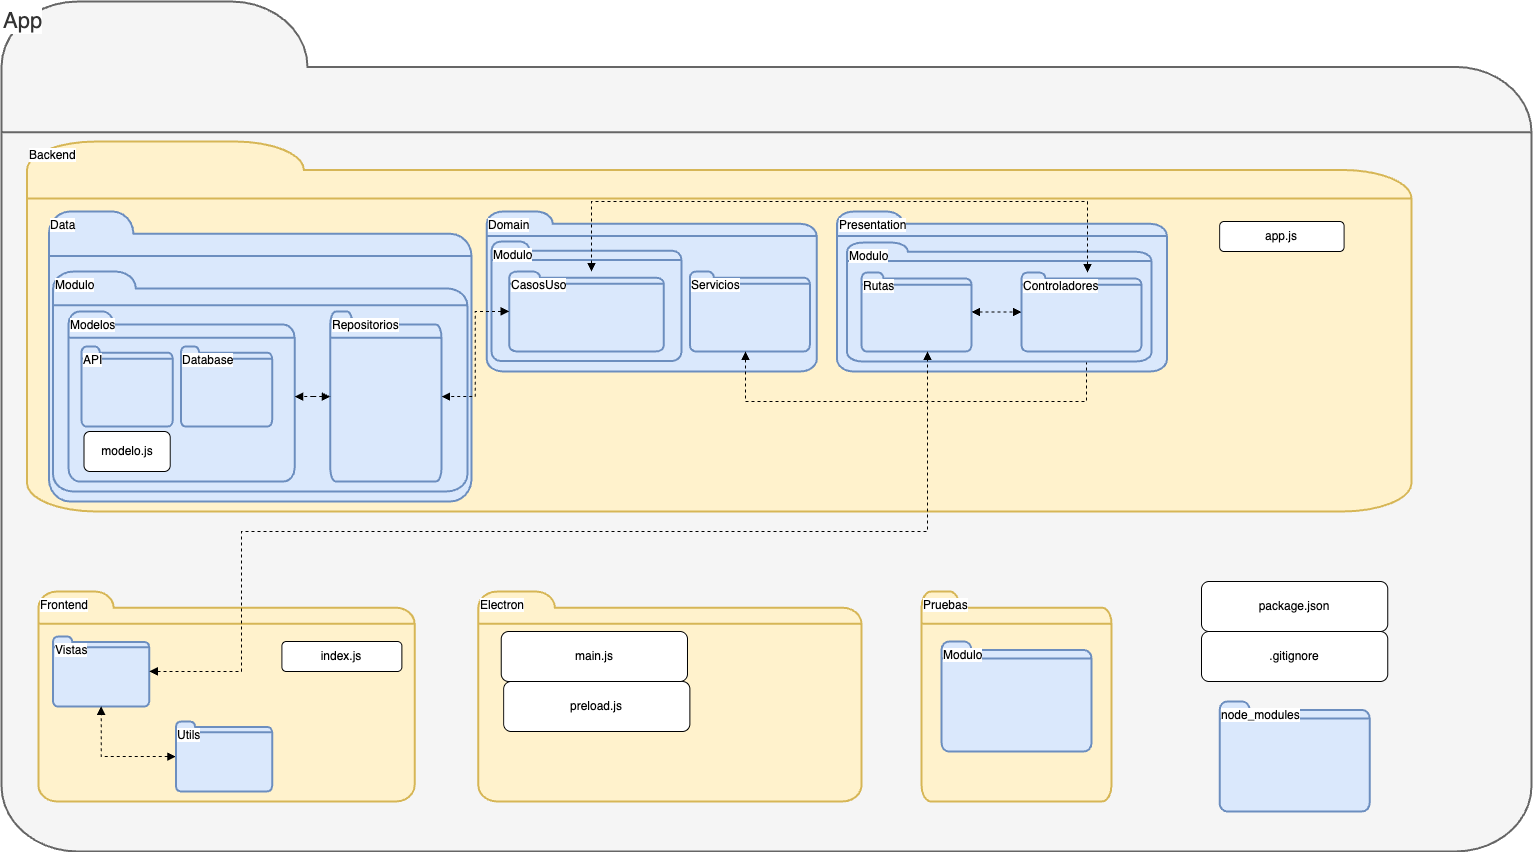 App
Backend
Data
Modulo
Modelos
API
Database
modelo.js
Repositorios
Domain
Modulo
CasosUso
Servicios
Presentation
Modulo
Rutas
Controladores
app.js
Frontend
Vistas
index.js
Utils
Electron
main.js
preload.js
Pruebas
Modulo
package.json
.gitignore
node_modules